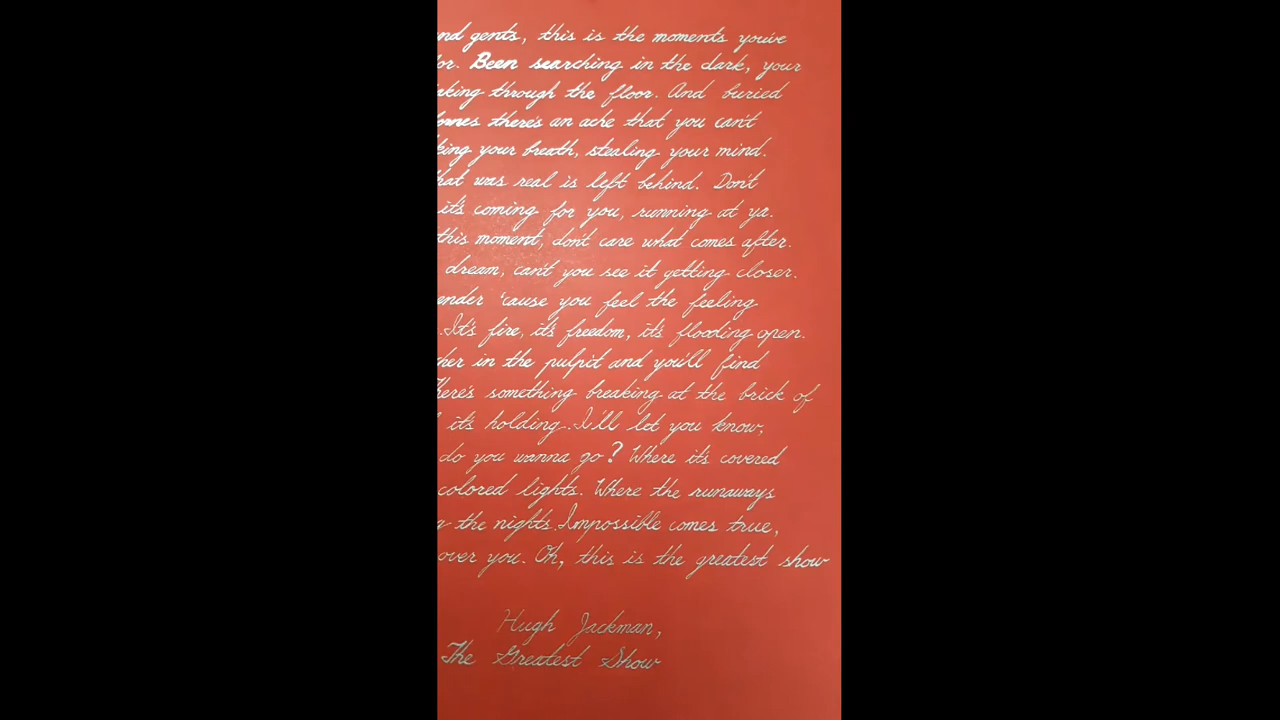 nd gents, this is the moments you've
or. Been searching in the dark, your
aking through the floor. And buried
bones there's an ache that you can't
king your breath, stealing your mind.
hat was real is left behind. Don't
it's coming for you, running at ya.
this moment, don't care what comes after.
dream, can't you see it getting closer.
ender 'cause you feel the feeling
. It's fire, it's freedom, it's flooding open.
her in the pulpit and you'll find
here's something breaking at the brick of
it's holding. I'll let you know,
do you wanna go? Where it's covered
colored lights. Where the runaways
g the nights. Impossible comes true,
over you. Oh, this is the greatest show
Hugh Jackman,
The Greatest Show